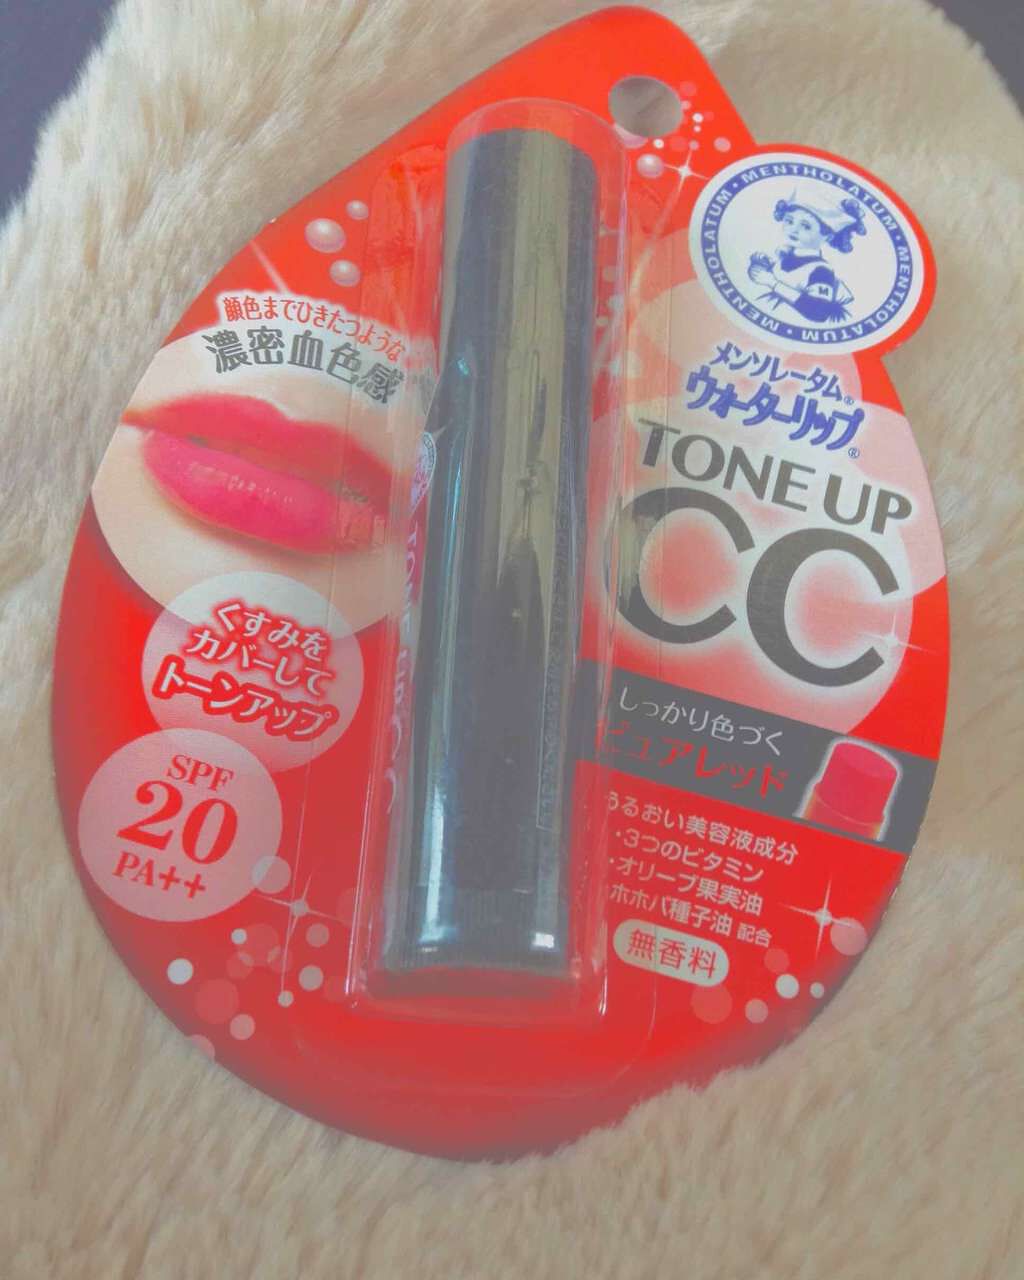 MENTHOLATUM・MENTHOLATUM・MENTHOLATUM・
メンソレータム®
ウォーターリップ®
TONE UP
CC
顔色までひきたつような
濃密血色感
くすみを
カバーして
トーンアップ
SPF
20
PA++
しっかり色づく
ピュアレッド
うるおい美容液成分
・3つのビタミン
・オリーブ果実油
・ホホバ種子油 配合
無香料